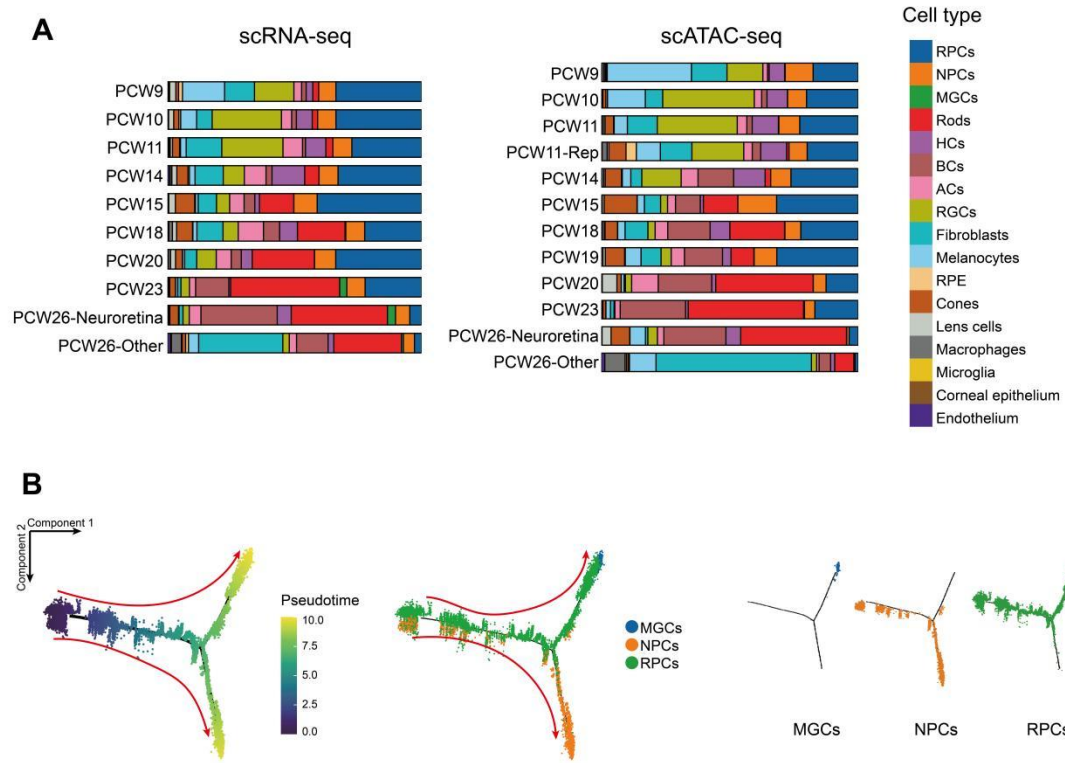 A
scRNA-seq
PCW9
PCW10
PCW11
PCW14
PCW15
PCW18
PCW20
PCW23
PCW26-Neuroretina
PCW26-Other
scATAC-seq
PCW9
PCW10
PCW11
PCW11-Rep
PCW14
PCW15
PCW18
PCW19
PCW20
PCW23
PCW26-Neuroretina
PCW26-Other
Cell type
RPCs
NPCs
MGCs
Rods
HCs
BCs
ACs
RGCs
Fibroblasts
Melanocytes
RPE
Cones
Lens cells
Macrophages
Microglia
Corneal epithelium
Endothelium
B
Component 1
Component 2
Pseudotime
10.0
7.5
5.0
2.5
0.0
MGCs
NPCs
RPCs
MGCs
NPCs
RPCs